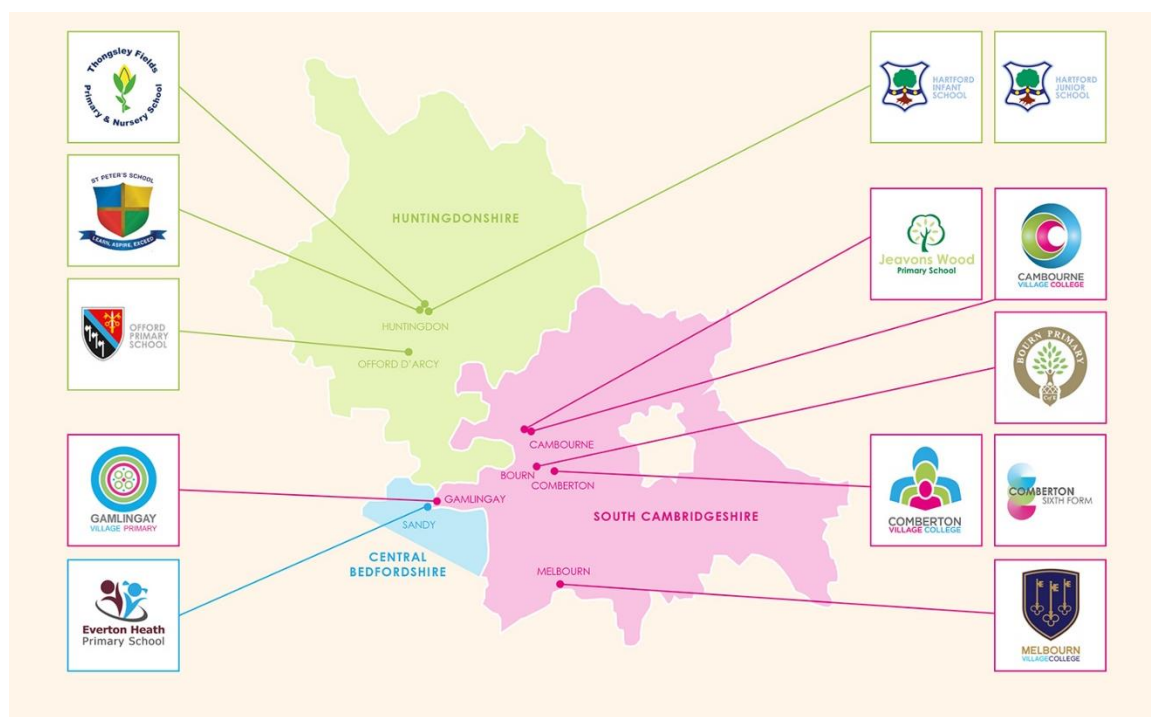 Thongsley Fields
Primary & Nursery School
ST PETER'S SCHOOL
LEARN, ASPIRE, EXCEED
OFFORD
PRIMARY
SCHOOL
GAMLINGAY
VILLAGE PRIMARY
Everton Heath
Primary School
HUNTINGDONSHIRE
HUNTINGDON
OFFORD D'ARCY
CAMBOURNE
BOURN
COMBERTON
GAMLINGAY
SANDY
SOUTH CAMBRIDGESHIRE
CENTRAL
BEDFORDSHIRE
MELBOURN
HARTFORD
INFANT
SCHOOL
HARTFORD
JUNIOR
SCHOOL
Jeavons Wood
Primary School
CAMBOURNE
VILLAGE COLLEGE
BOURN PRIMARY
CofE
COMBERTON
VILLAGE COLLEGE
COMBERTON
SIXTH FORM
MELBOURN
VILLAGECOLLEGE